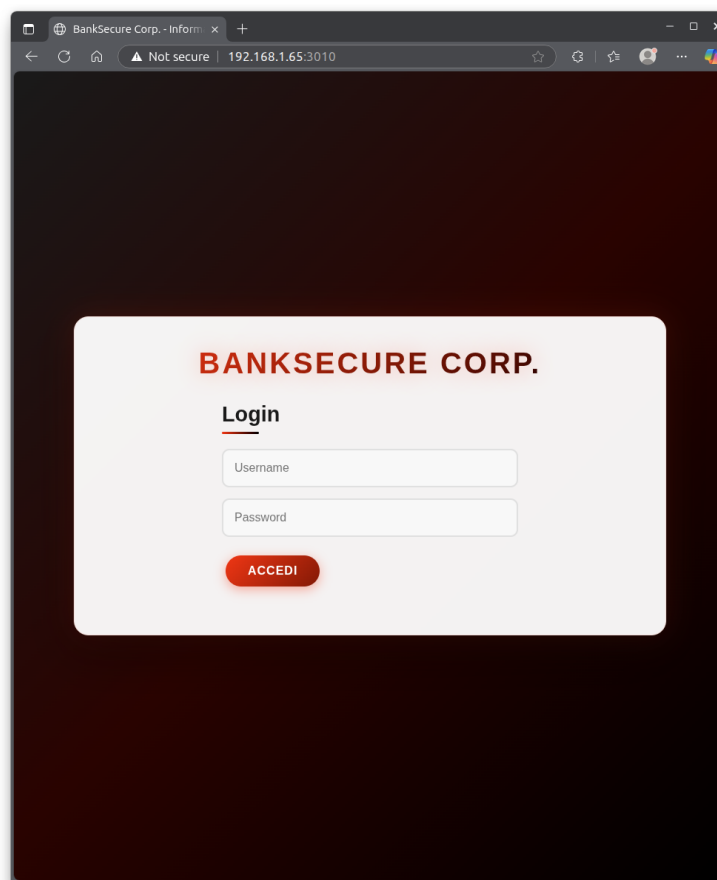 BankSecure Corp. - Inform
Not secure 192.168.1.65:3010
BANKSECURE CORP.
Login
Username
Password
ACCEDI